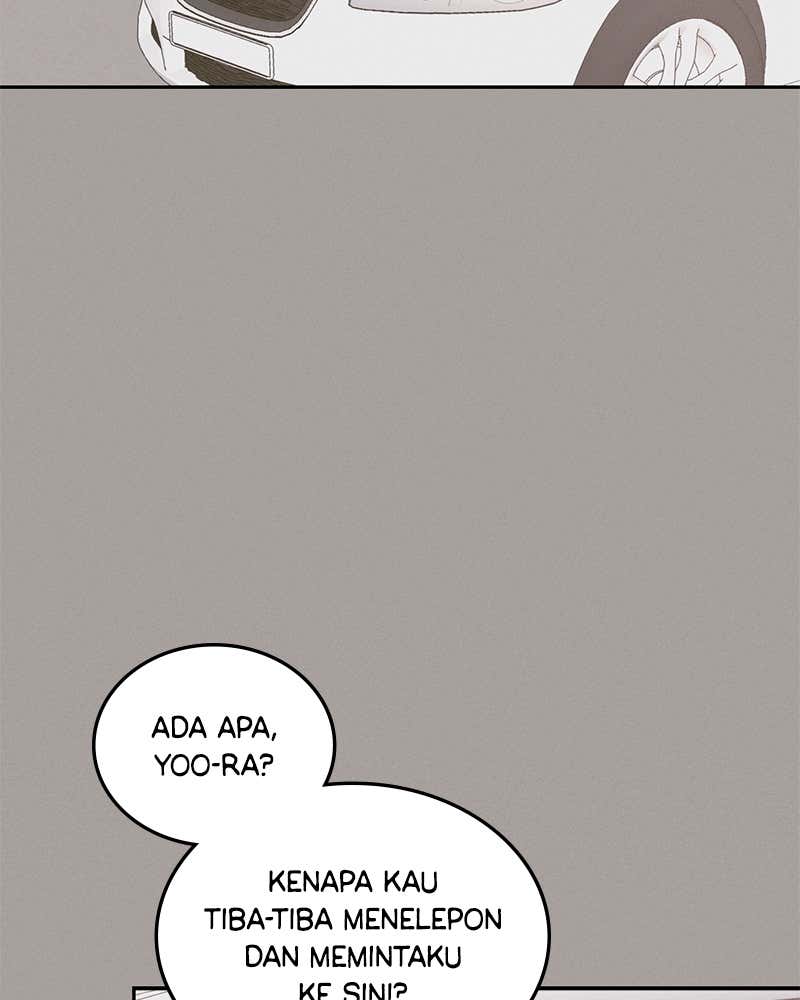 ADA APA,
YOO-RA?
KENAPA KAU
TIBA-TIBA MENELEPON
DAN MEMINTAKU
KE SINI?